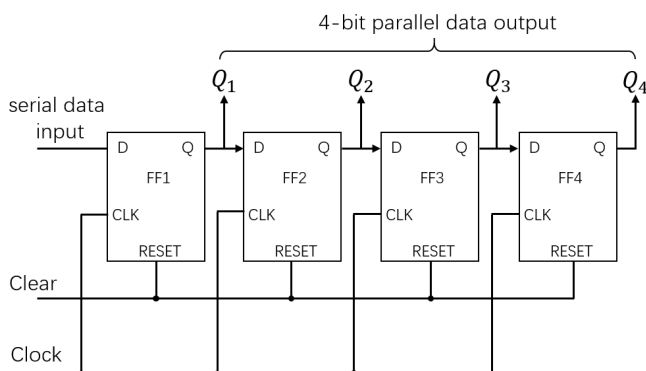 4-bit parallel data output
Q₁ Q₂ Q₃ Q₄
serial data
input
D Q D Q D Q D Q
FF1 FF2 FF3 FF4
CLK CLK CLK CLK
RESET RESET RESET RESET
Clear
Clock